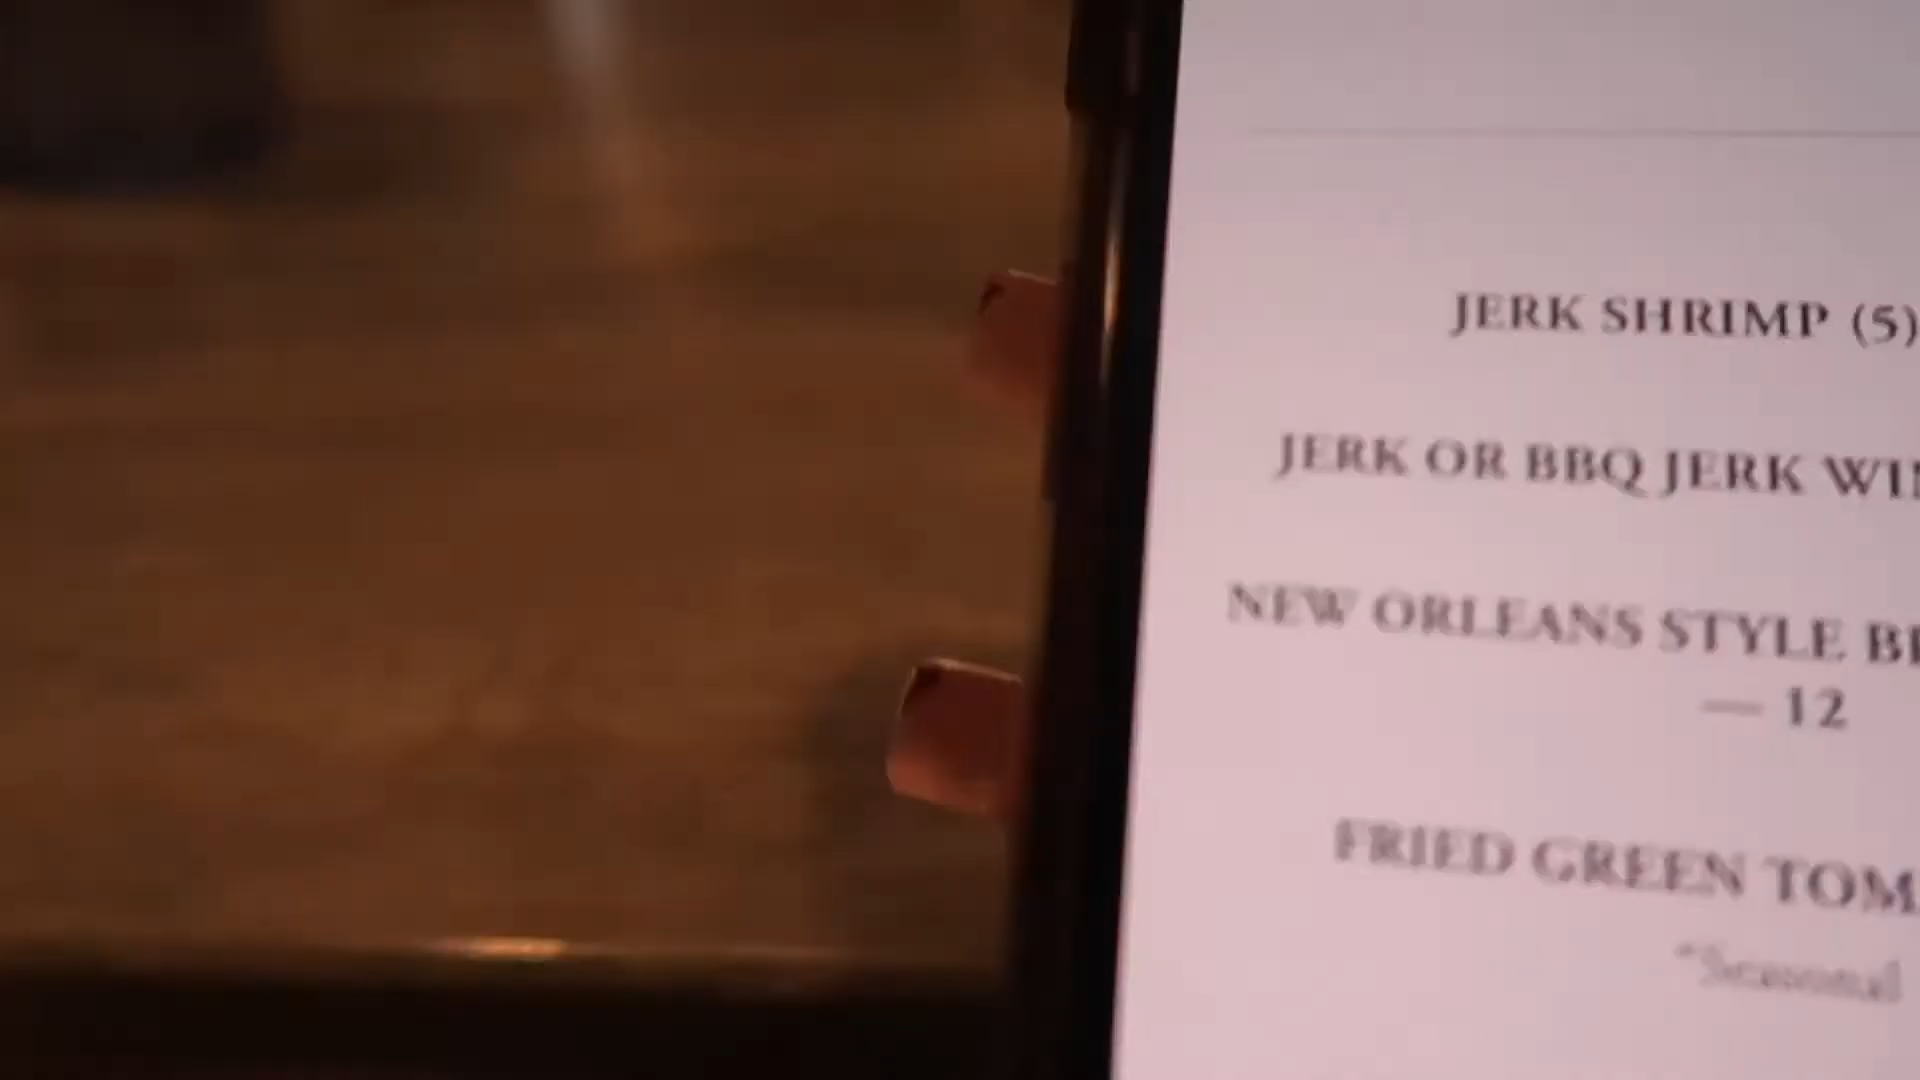 JERK SHRIMP (5)
JERK OR BBQ JERK
NEW ORLEANS STYLE
— 12
FRIED GREEN
*Seasonal